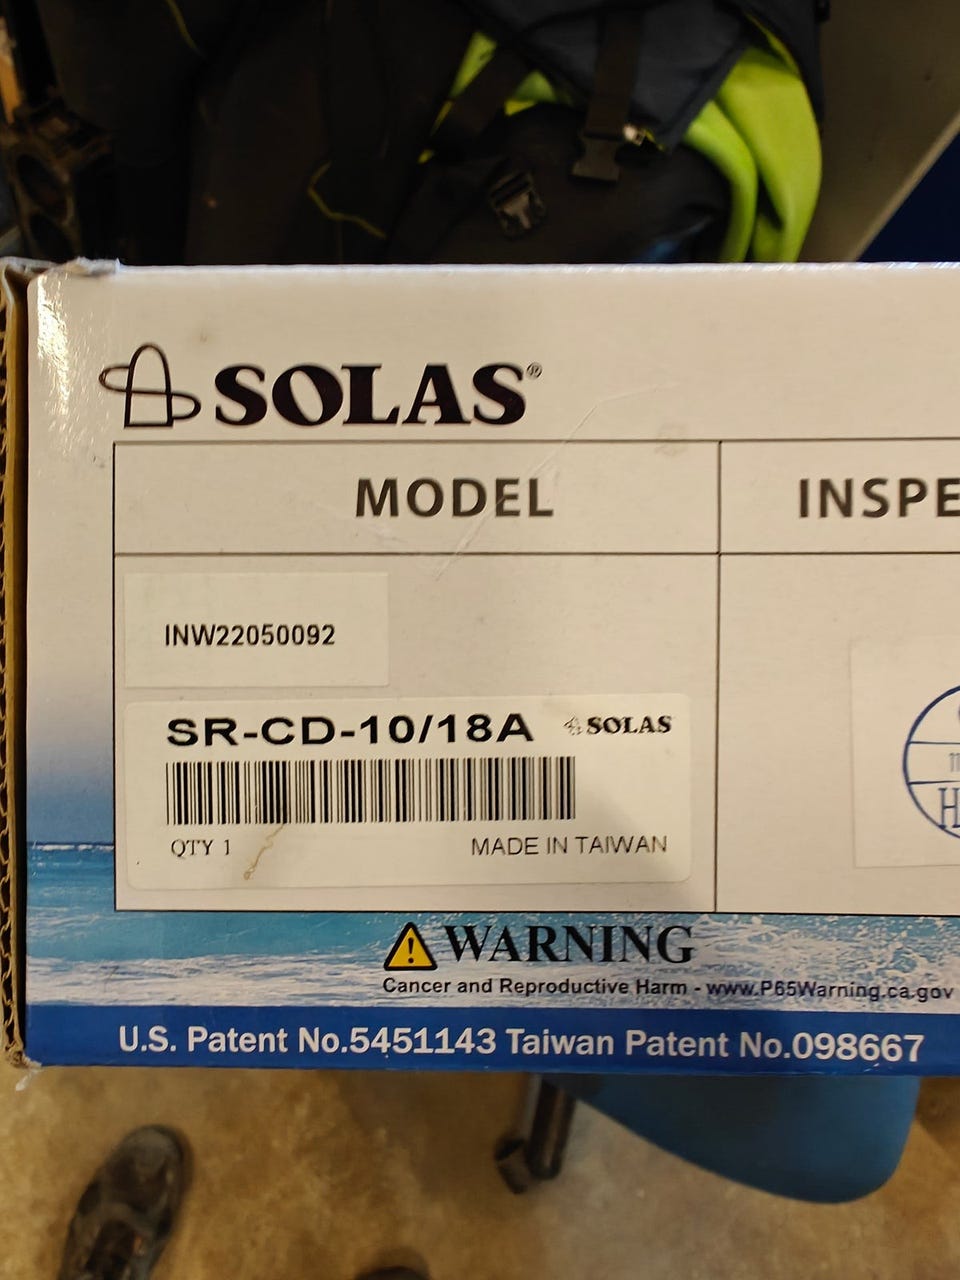 SOLAS®
MODEL
INSPE
INW22050092
SR-CD-10/18A SOLAS
QTY 1 MADE IN TAIWAN
11
H
WARNING
Cancer and Reproductive Harm - www.P65Warning.ca.gov
U.S. Patent No.5451143 Taiwan Patent No.098667